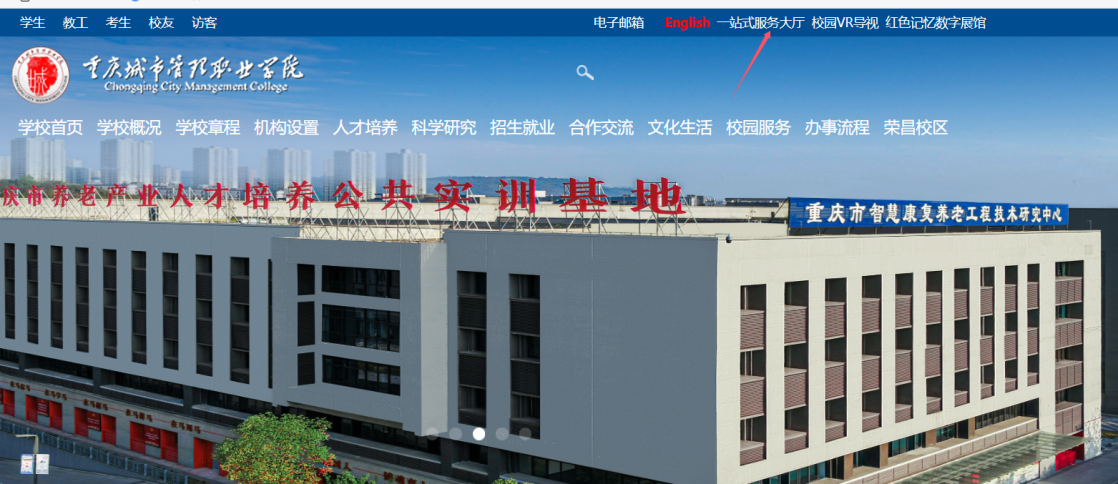 学生 教工 考生 校友 访客 电子邮箱 English 一站式服务大厅 校园VR导视 红色记忆数字展馆
重庆城市管理职业学院
Chongqing City Management College
学校首页 学校概况 学校章程 机构设置 人才培养 科学研究 招生就业 合作交流 文化生活 校园服务 办事流程 荣昌校区
庆市养老产业人才培养公共实训基地
重庆市智慧康复养老工程技术研究中心